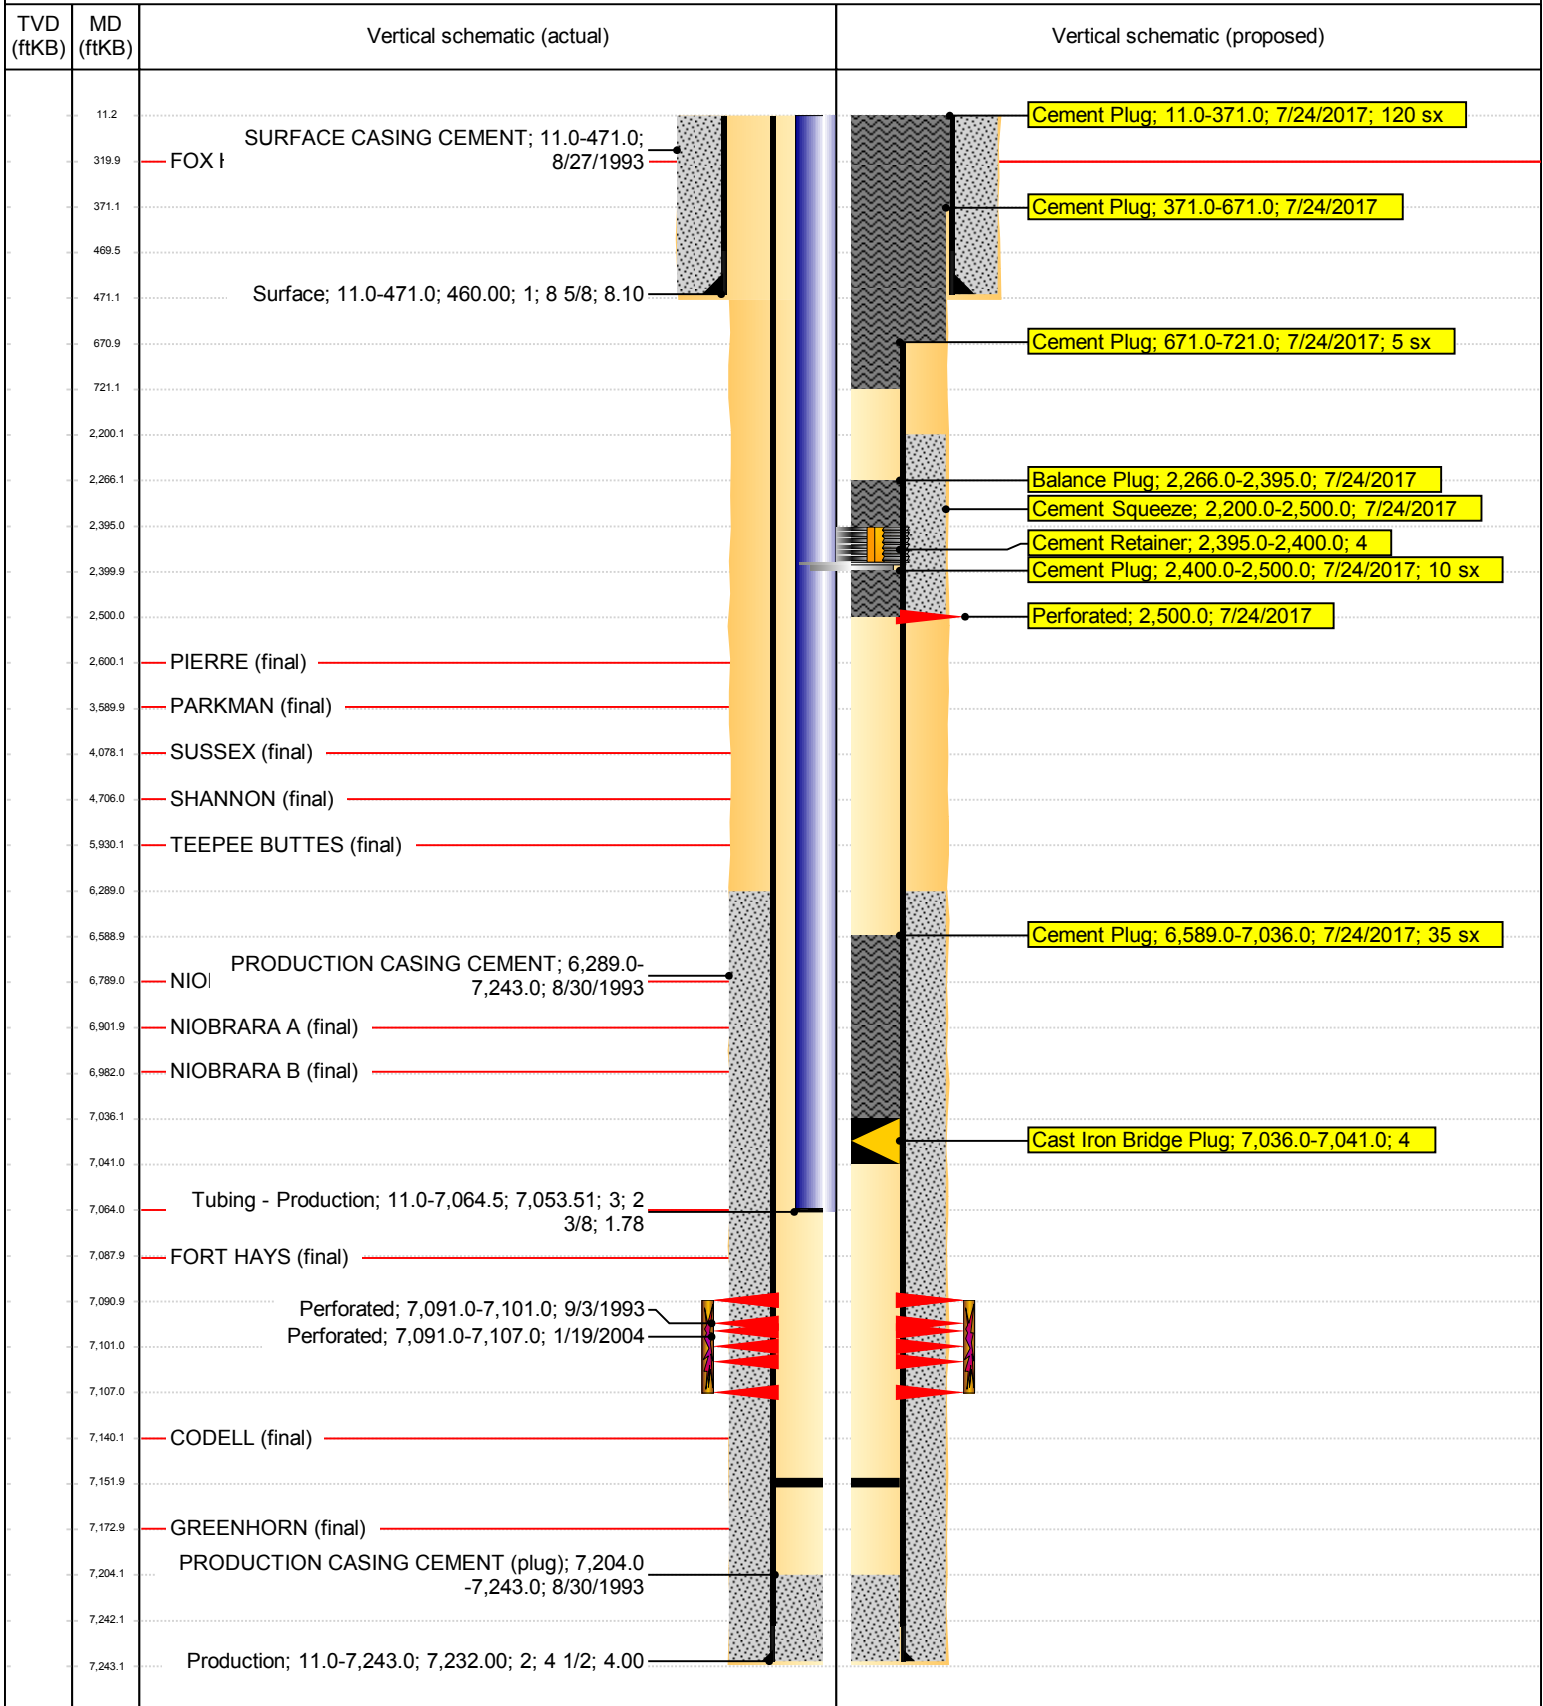 TVD (ftKB)
MD (ftKB)
Vertical schematic (actual)
Vertical schematic (proposed)
11.2
Cement Plug; 11.0-371.0; 7/24/2017; 120 sx
SURFACE CASING CEMENT; 11.0-471.0;
8/27/1993
319.9
FOX
371.1
Cement Plug; 371.0-671.0; 7/24/2017
469.5
471.1
Surface; 11.0-471.0; 460.00; 1; 8 5/8; 8.10
670.9
Cement Plug; 671.0-721.0; 7/24/2017; 5 sx
721.1
2,200.1
2,266.1
Balance Plug; 2,266.0-2,395.0; 7/24/2017
Cement Squeeze; 2,200.0-2,500.0; 7/24/2017
2,395.0
Cement Retainer; 2,395.0-2,400.0; 4
2,399.9
Cement Plug; 2,400.0-2,500.0; 7/24/2017; 10 sx
2,500.0
Perforated; 2,500.0; 7/24/2017
2,600.1
PIERRE (final)
3,589.9
PARKMAN (final)
4,078.1
SUSSEX (final)
4,706.0
SHANNON (final)
5,930.1
TEEPEE BUTTES (final)
6,289.0
6,588.9
Cement Plug; 6,589.0-7,036.0; 7/24/2017; 35 sx
PRODUCTION CASING CEMENT; 6,289.0-
7,243.0; 8/30/1993
6,789.0
NIO
6,901.9
NIOBRARA A (final)
6,982.0
NIOBRARA B (final)
7,036.1
Cast Iron Bridge Plug; 7,036.0-7,041.0; 4
7,041.0
Tubing - Production; 11.0-7,064.5; 7,053.51; 3; 2
3/8; 1.78
7,064.0
7,087.9
FORT HAYS (final)
7,090.9
Perforated; 7,091.0-7,101.0; 9/3/1993
Perforated; 7,091.0-7,107.0; 1/19/2004
7,101.0
7,107.0
7,140.1
CODELL (final)
7,151.9
7,172.9
GREENHORN (final)
PRODUCTION CASING CEMENT (plug); 7,204.0
-7,243.0; 8/30/1993
7,204.1
7,242.1
7,243.1
Production; 11.0-7,243.0; 7,232.00; 2; 4 1/2; 4.00